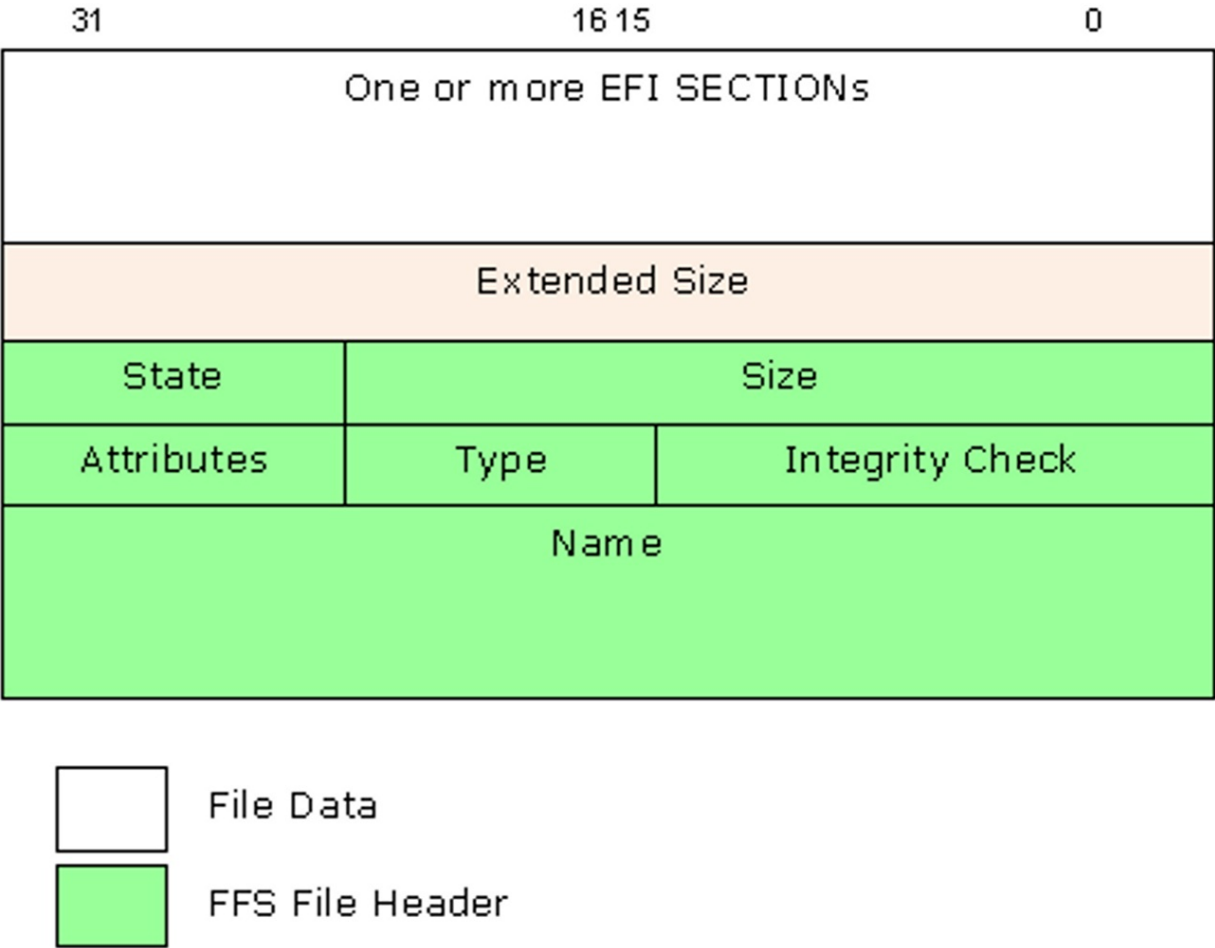 31 16 15 0
One or more EFI SECTIONs
Extended Size
State Size
Attributes Type Integrity Check
Name
File Data
FFS File Header